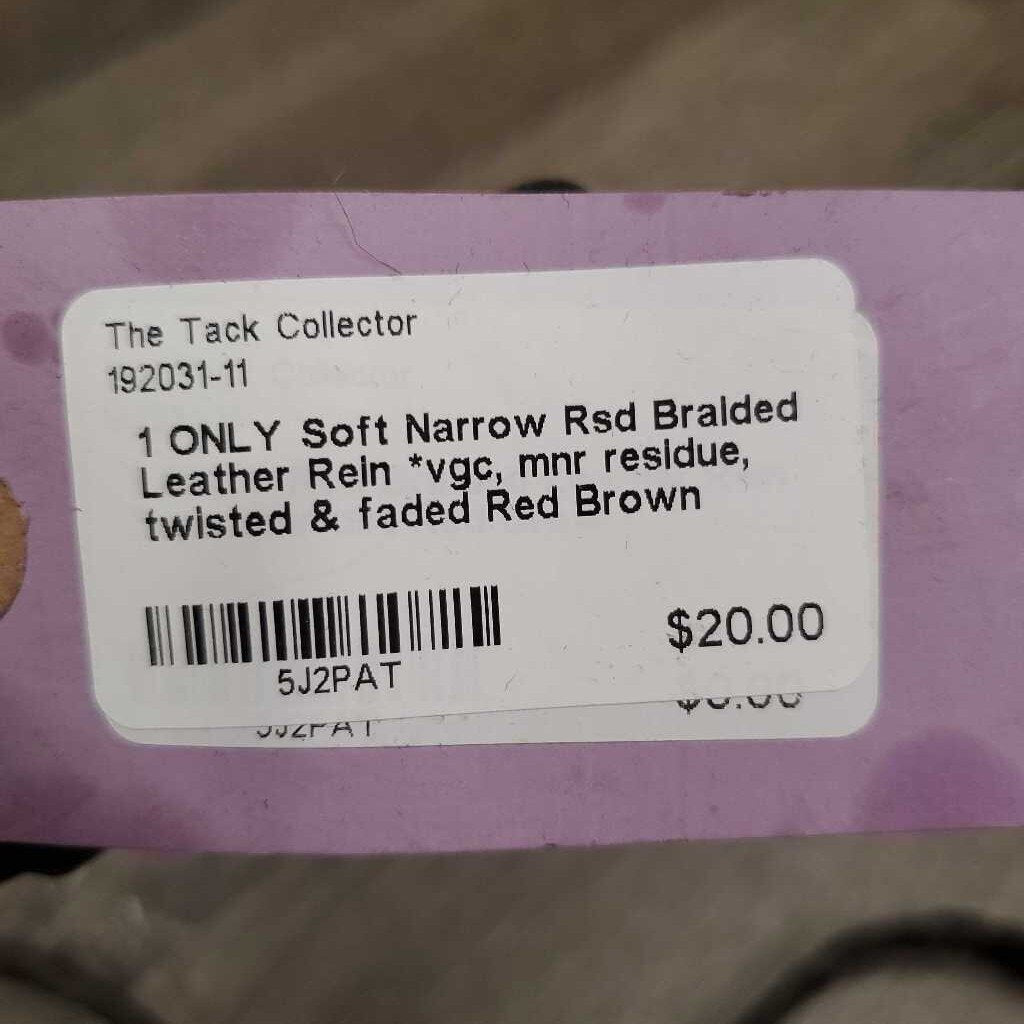 The Tack Collector
192031-11
1 ONLY Soft Narrow Rsd Braided
Leather Rein *vgc, mnr residue,
twisted & faded Red Brown
$20.00
5J2PAT